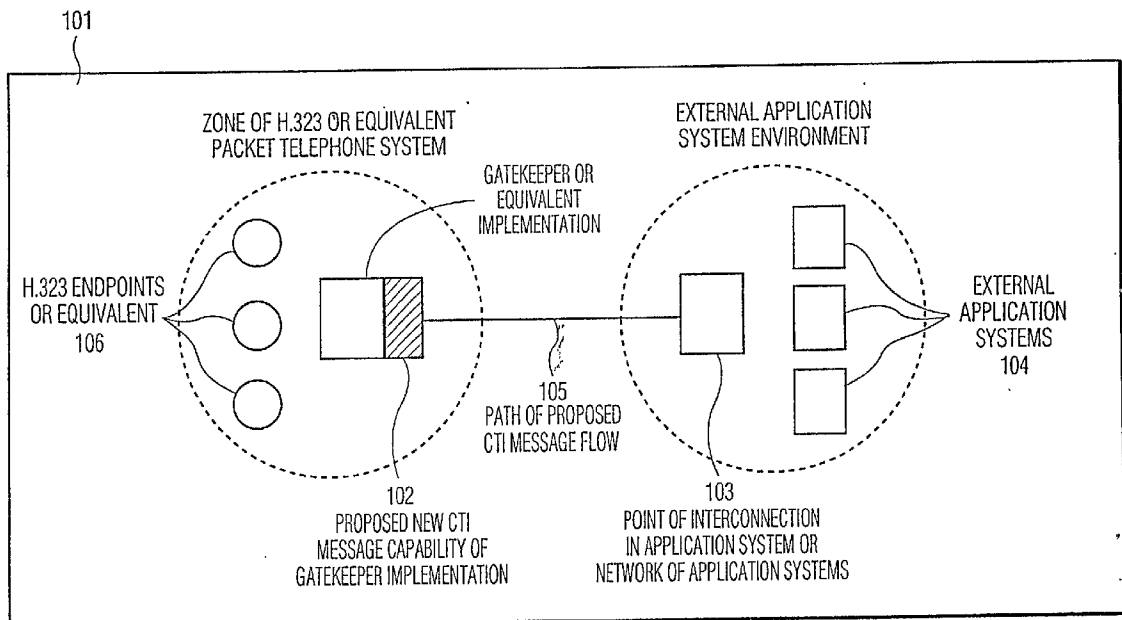 101
ZONE OF H.323 OR EQUIVALENT
PACKET TELEPHONE SYSTEM
EXTERNAL APPLICATION
SYSTEM ENVIRONMENT
GATEKEEPER OR
EQUIVALENT
IMPLEMENTATION
H.323 ENDPOINTS
OR EQUIVALENT
106
EXTERNAL
APPLICATION
SYSTEMS
104
105
PATH OF PROPOSED
CTI MESSAGE FLOW
102
PROPOSED NEW CTI
MESSAGE CAPABILITY OF
GATEKEEPER IMPLEMENTATION
103
POINT OF INTERCONNECTION
IN APPLICATION SYSTEM OR
NETWORK OF APPLICATION SYSTEMS